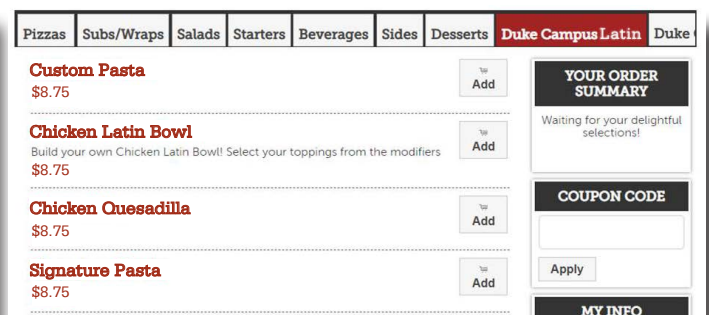 Pizzas Subs/Wraps Salads Starters Beverages Sides Desserts Duke Campus Latin Duke
Custom Pasta
$8.75
Add
Chicken Latin Bowl
Build your own Chicken Latin Bowl! Select your toppings from the modifiers
$8.75
Add
Chicken Quesadilla
$8.75
Add
Signature Pasta
$8.75
Add
YOUR ORDER
SUMMARY
Waiting for your delightful
selections!
COUPON CODE
Apply
MY INFO